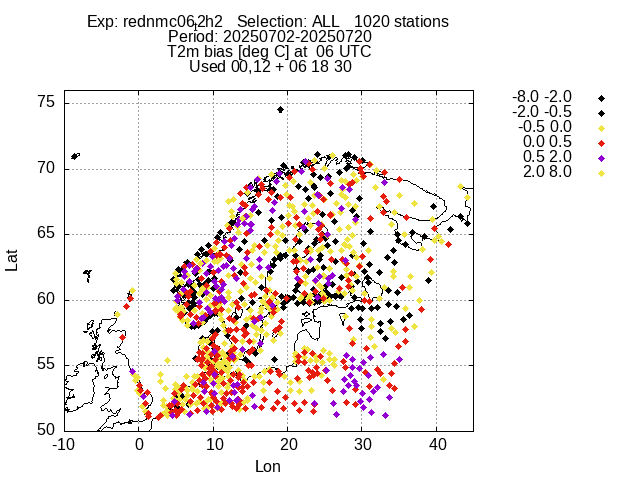 Exp: rednmc06,2h2   Selection: ALL   1020 stations
Period: 20250702-20250720
T2m bias [deg C] at  06 UTC
Used 00,12 + 06 18 30
-8.0 -2.0
-2.0 -0.5
-0.5 0.0
0.0 0.5
0.5 2.0
2.0 8.0
75
70
65
60
55
50
Lat
-10 0 10 20 30 40
Lon